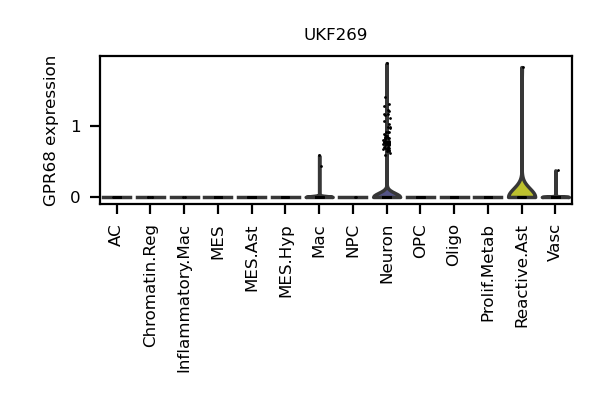 UKF269
GPR68 expression
1
0
AC
Chromatin.Reg
Inflammatory.Mac
MES
MES.Ast
MES.Hyp
Mac
NPC
Neuron
OPC
Oligo
Prolif.Metab
Reactive.Ast
Vasc